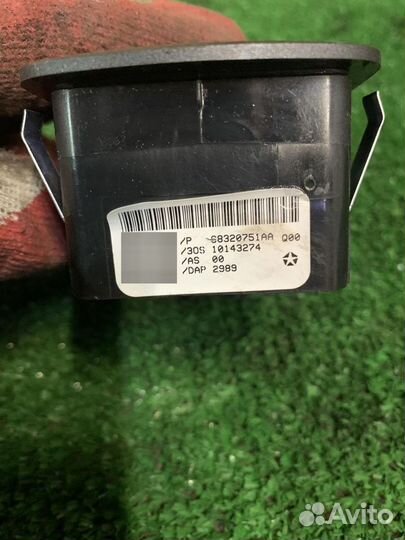 /P 68320751AA Q00
/3OS 10143274
/AS 00
/DAP 2989
Avito